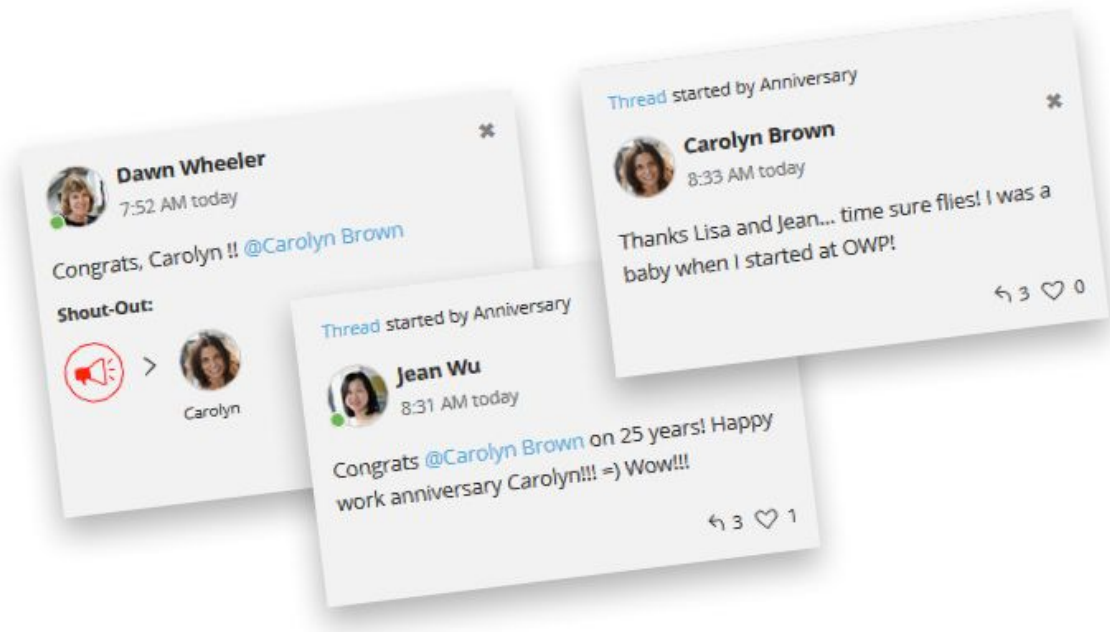 Dawn Wheeler
7:52 AM today
Congrats, Carolyn !! @Carolyn Brown
Shout-Out:
Carolyn
Thread started by Anniversary
Jean Wu
8:31 AM today
Congrats @Carolyn Brown on 25 years! Happy
work anniversary Carolyn!!! =) Wow!!!
3 1
Thread started by Anniversary
Carolyn Brown
8:33 AM today
Thanks Lisa and Jean... time sure flies! I was a
baby when I started at OWP!
3 0